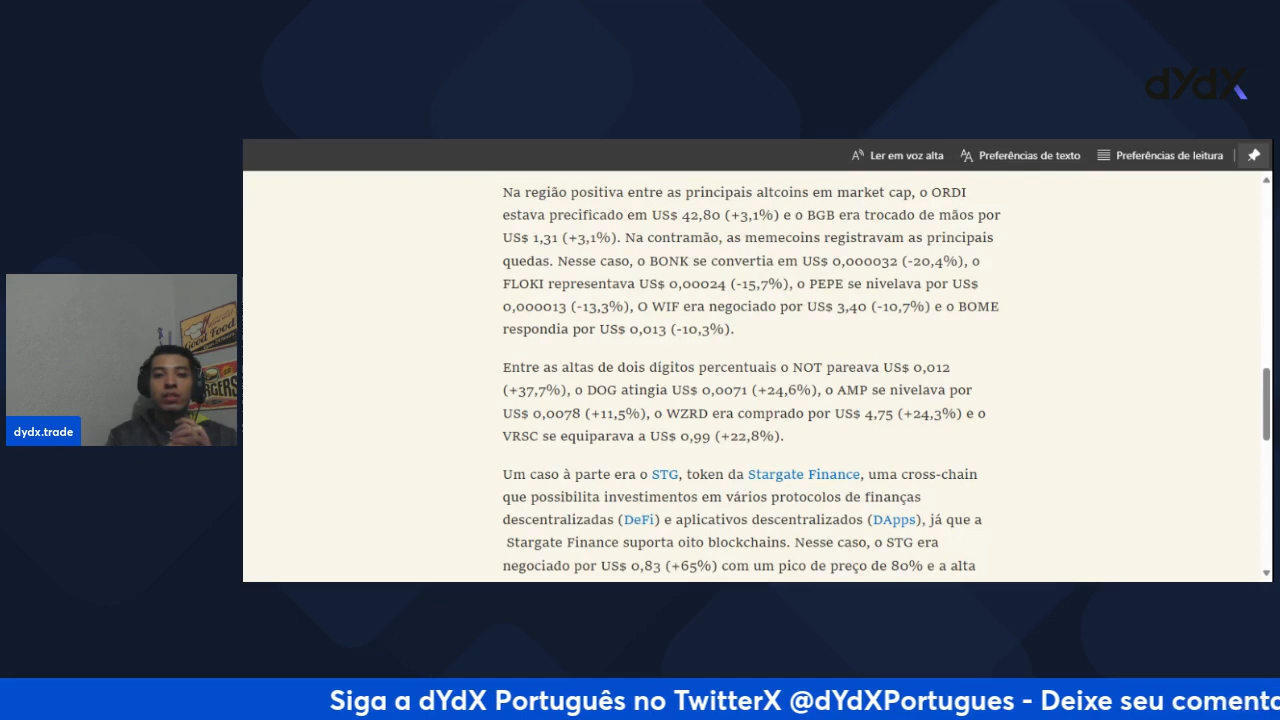 dYdX
Ler em voz alta
Preferências de texto
Preferências de leitura
Na região positiva entre as principais altcoins em market cap, o ORDI
estava precificado em US$ 42,80 (+3,1%) e o BGB era trocado de mãos por
US$ 1,31 (+3,1%). Na contramão, as memecoins registravam as principais
quedas. Nesse caso, o BONK se convertia em US$ 0,000032 (-20,4%), o
FLOKI representava US$ 0,00024 (-15,7%), o PEPE se nivelava por US$
0,000013 (-13,3%), O WIF era negociado por US$ 3,40 (-10,7%) e o BOME
respondia por US$ 0,013 (-10,3%).
Entre as altas de dois dígitos percentuais o NOT pareava US$ 0,012
(+37,7%), o DOG atingia US$ 0,0071 (+24,6%), o AMP se nivelava por
US$ 0,0078 (+11,5%), o WZRD era comprado por US$ 4,75 (+24,3%) e o
VRSC se equiparava a US$ 0,99 (+22,8%).
Um caso à parte era o STG, token da Stargate Finance, uma cross-chain
que possibilita investimentos em vários protocolos de finanças
descentralizadas (DeFi) e aplicativos descentralizados (DApps), já que a
Stargate Finance suporta oito blockchains. Nesse caso, o STG era
negociado por US$ 0,83 (+65%) com um pico de preço de 80% e a alta
Good Food
dydx.trade
Siga a dYdX Português no TwitterX @dYdXPortugues - Deixe seu comenta